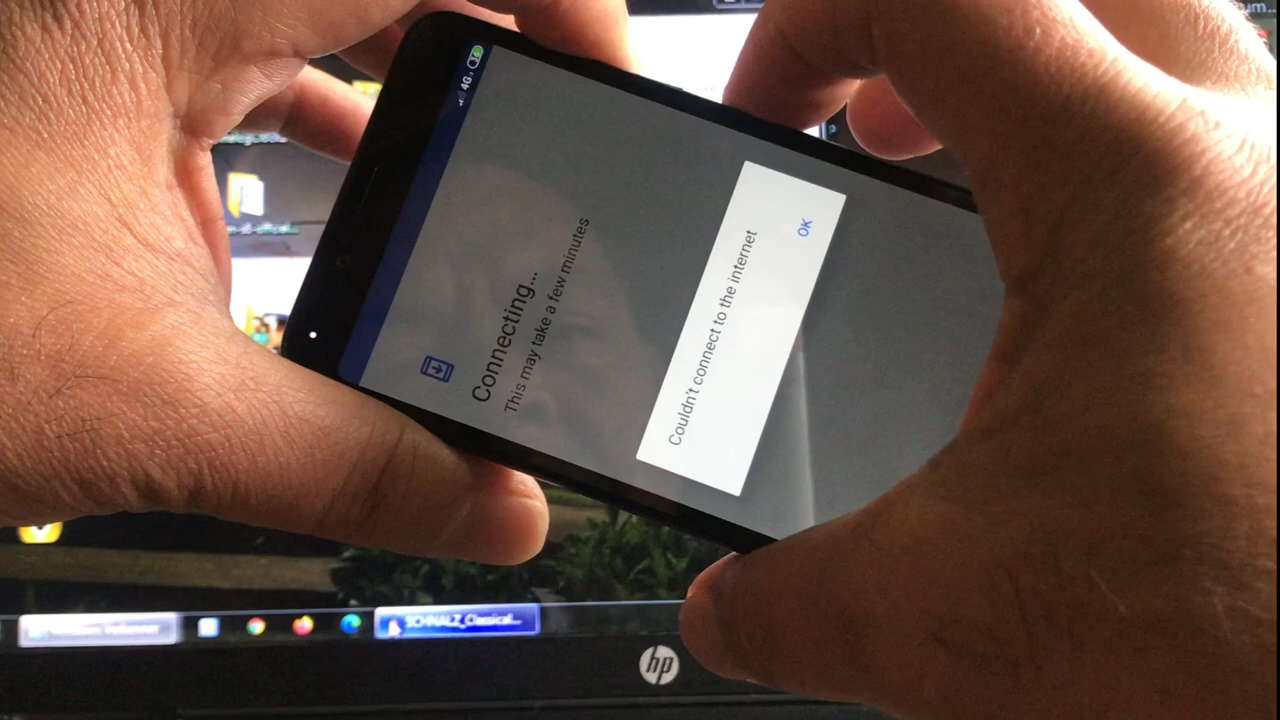 4G
Connecting...
This may take a few minutes
Couldn't connect to the internet
OK
SCHNALZ_Classical...
hp